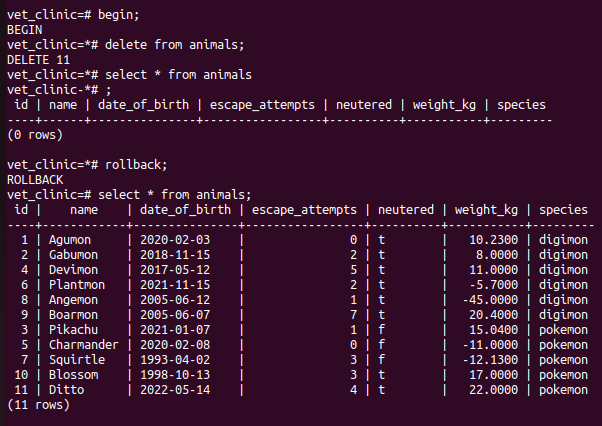 vet_clinic=# begin;
BEGIN
vet_clinic=*# delete from animals;
DELETE 11
vet_clinic=*# select * from animals
vet_clinic-*# ;
 id | name | date_of_birth | escape_attempts | neutered | weight_kg | species
----+------+---------------+-----------------+----------+-----------+---------
(0 rows)

vet_clinic=*# rollback;
ROLLBACK
vet_clinic=# select * from animals;
 id |    name    | date_of_birth | escape_attempts | neutered | weight_kg | species
----+------------+---------------+-----------------+----------+-----------+---------
  1 | Agumon     | 2020-02-03    |               0 | t        |   10.2300 | digimon
  2 | Gabumon    | 2018-11-15    |               2 | t        |    8.0000 | digimon
  4 | Devimon    | 2017-05-12    |               5 | t        |   11.0000 | digimon
  6 | Plantmon   | 2021-11-15    |               2 | t        |   -5.7000 | digimon
  8 | Angemon    | 2005-06-12    |               1 | t        |  -45.0000 | digimon
  9 | Boarmon    | 2005-06-07    |               7 | t        |   20.4000 | digimon
  3 | Pikachu    | 2021-01-07    |               1 | f        |   15.0400 | pokemon
  5 | Charmander | 2020-02-08    |               0 | f        |  -11.0000 | pokemon
  7 | Squirtle   | 1993-04-02    |               3 | f        |  -12.1300 | pokemon
 10 | Blossom    | 1998-10-13    |               3 | t        |   17.0000 | pokemon
 11 | Ditto      | 2022-05-14    |               4 | t        |   22.0000 | pokemon
(11 rows)